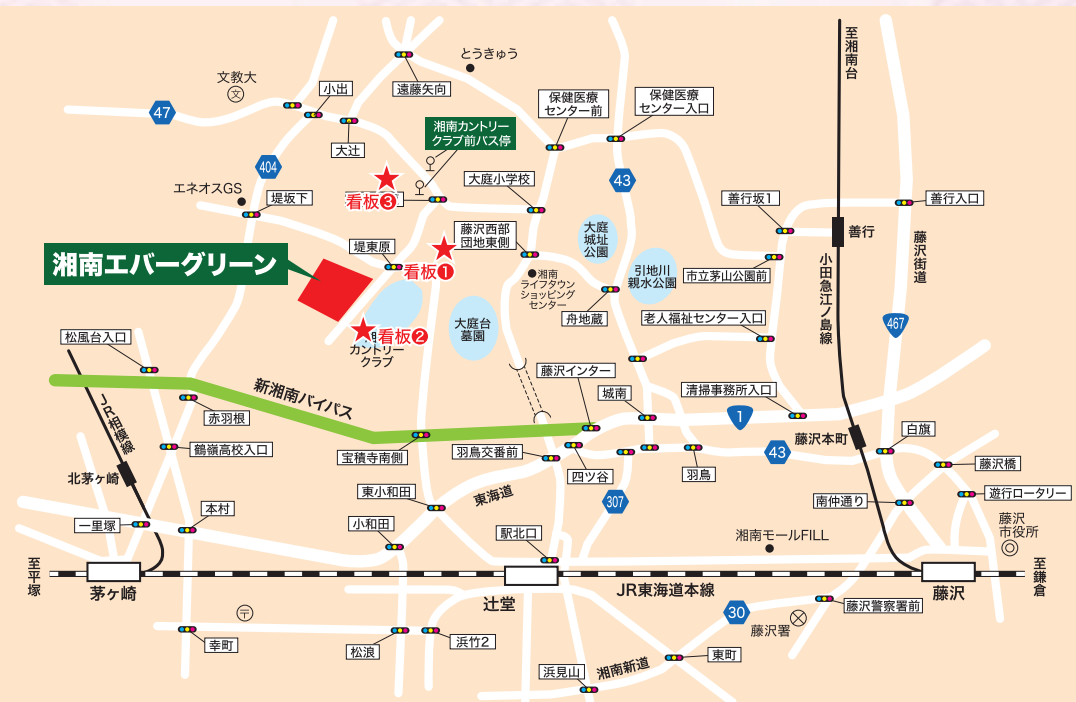 至湘南台
とうきゅう
文教大
文
遠藤矢向
小出
47
大辻
保健医療
センター前
保健医療
センター入口
湘南カントリー
クラブ前バス停
404
43
エネオスGS
堤坂下
看板❸
大庭小学校
善行坂1
善行入口
善行
藤沢西部
団地東側
大庭
城址
公園
堤東原
看板❶
湘南
ライフタウン
ショッピング
センター
引地川
親水公園
市立茅山公園前
小田急江ノ島線
藤沢街道
湘南エバーグリーン
舟地蔵
老人福祉センター入口
467
看板❷
カントリー
クラブ
大庭台
墓園
松風台入口
JR相模線
新湘南バイパス
藤沢インター
城南
清掃事務所入口
1
赤羽根
鶴嶺高校入口
宝積寺南側
羽鳥交番前
四ツ谷
羽鳥
43
藤沢本町
白旗
藤沢橋
北茅ヶ崎
東小和田
東海道
307
南仲通り
遊行ロータリー
一里塚
本村
小和田
駅北口
湘南モールFILL
藤沢
市役所
至平塚
茅ヶ崎
辻堂
JR東海道本線
藤沢
至鎌倉
〒
幸町
松浪
浜竹2
30
藤沢署
藤沢警察署前
浜見山
湘南新道
東町